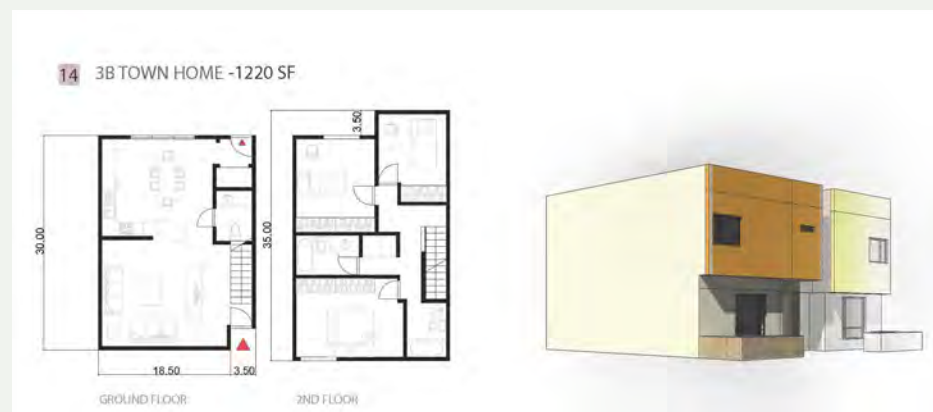 14 3B TOWN HOME -1220 SF
3.50
30.00
35.00
18.50 3.50
GROUND FLOOR 2ND FLOOR